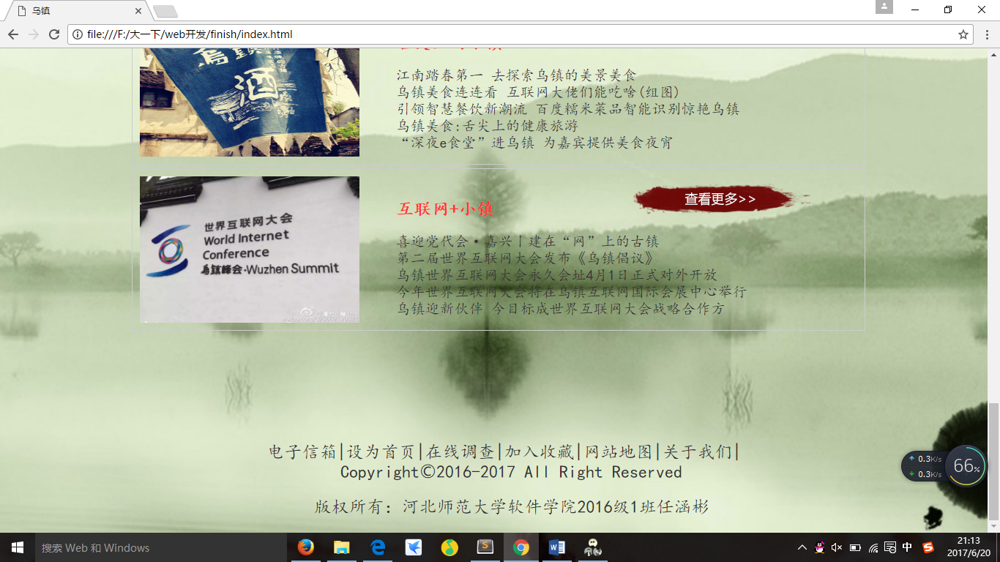 乌镇
file:///F:/大一下/web开发/finish/index.html
酒
江南踏春第一 去探索乌镇的美景美食
乌镇美食连连看 互联网大佬们能吃啥(组图)
引领智慧餐饮新潮流 百度糯米菜品智能识别惊艳乌镇
乌镇美食:舌尖上的健康旅游
“深夜e食堂”进乌镇 为嘉宾提供美食夜宵
世界互联网大会
World Internet
Conference
乌镇峰会-Wuzhen Summit
互联网+小镇
查看更多>>
喜迎党代会·嘉兴丨建在“网”上的古镇
第二届世界互联网大会发布《乌镇倡议》
乌镇世界互联网大会永久会址4月1日正式对外开放
今年世界互联网大会将在乌镇互联网国际会展中心举行
乌镇迎新伙伴 今目标成世界互联网大会战略合作方
电子信箱|设为首页|在线调查|加入收藏|网站地图|关于我们|
Copyright©2016-2017 All Right Reserved
版权所有：河北师范大学软件学院2016级1班任涵彬
0.3K/s
0.3K/s
66%
搜索 Web 和 Windows
中
21:13
2017/6/20